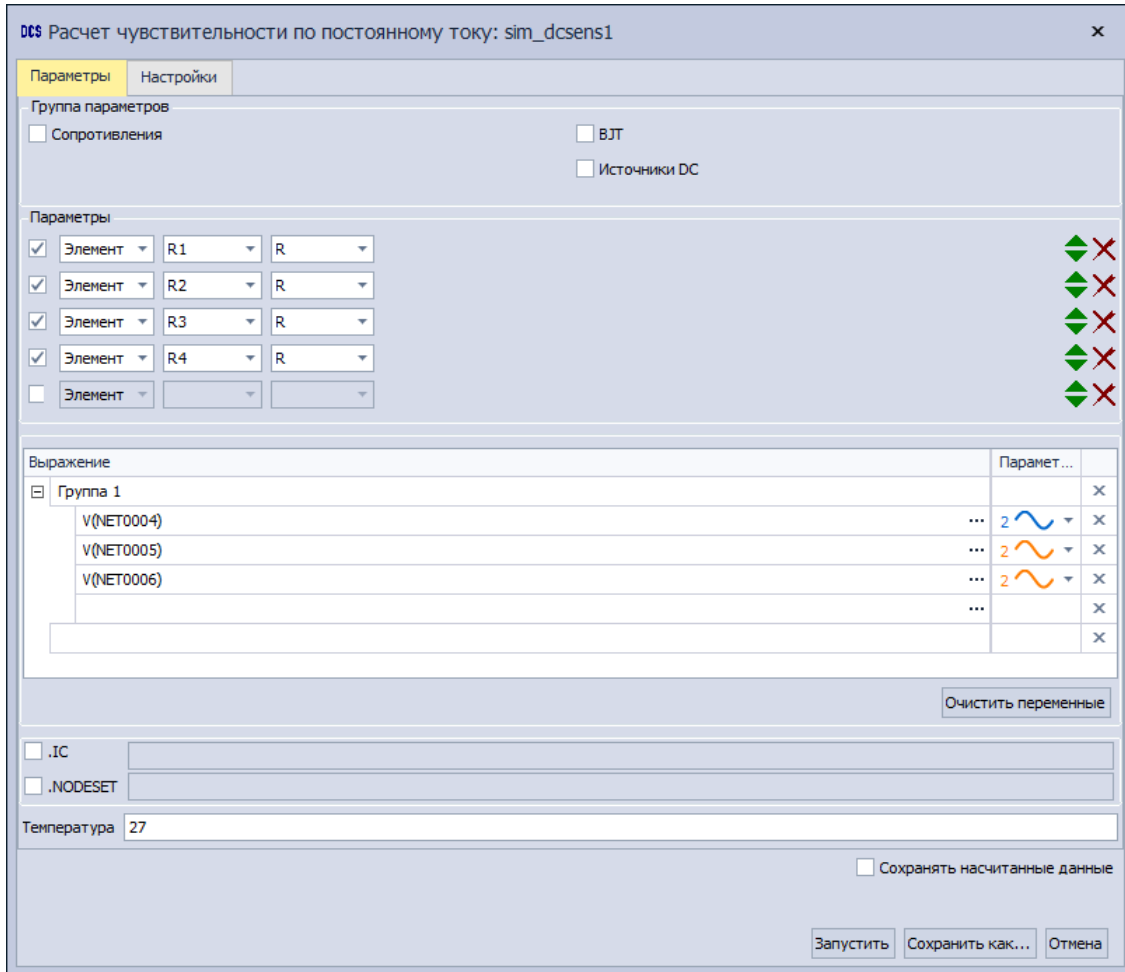 DCS Расчет чувствительности по постоянному току: sim_dcsens1
Параметры Настройки
Группа параметров
Сопротивления BJT
Источники DC
Параметры
Элемент R1 R
Элемент R2 R
Элемент R3 R
Элемент R4 R
Элемент
Выражение Парамет...
Группа 1
V(NET0004) ... 2
V(NET0005) ... 2
V(NET0006) ... 2
...
Очистить переменные
.IC
.NODESET
Температура 27
Сохранять насчитанные данные
Запустить Сохранить как... Отмена